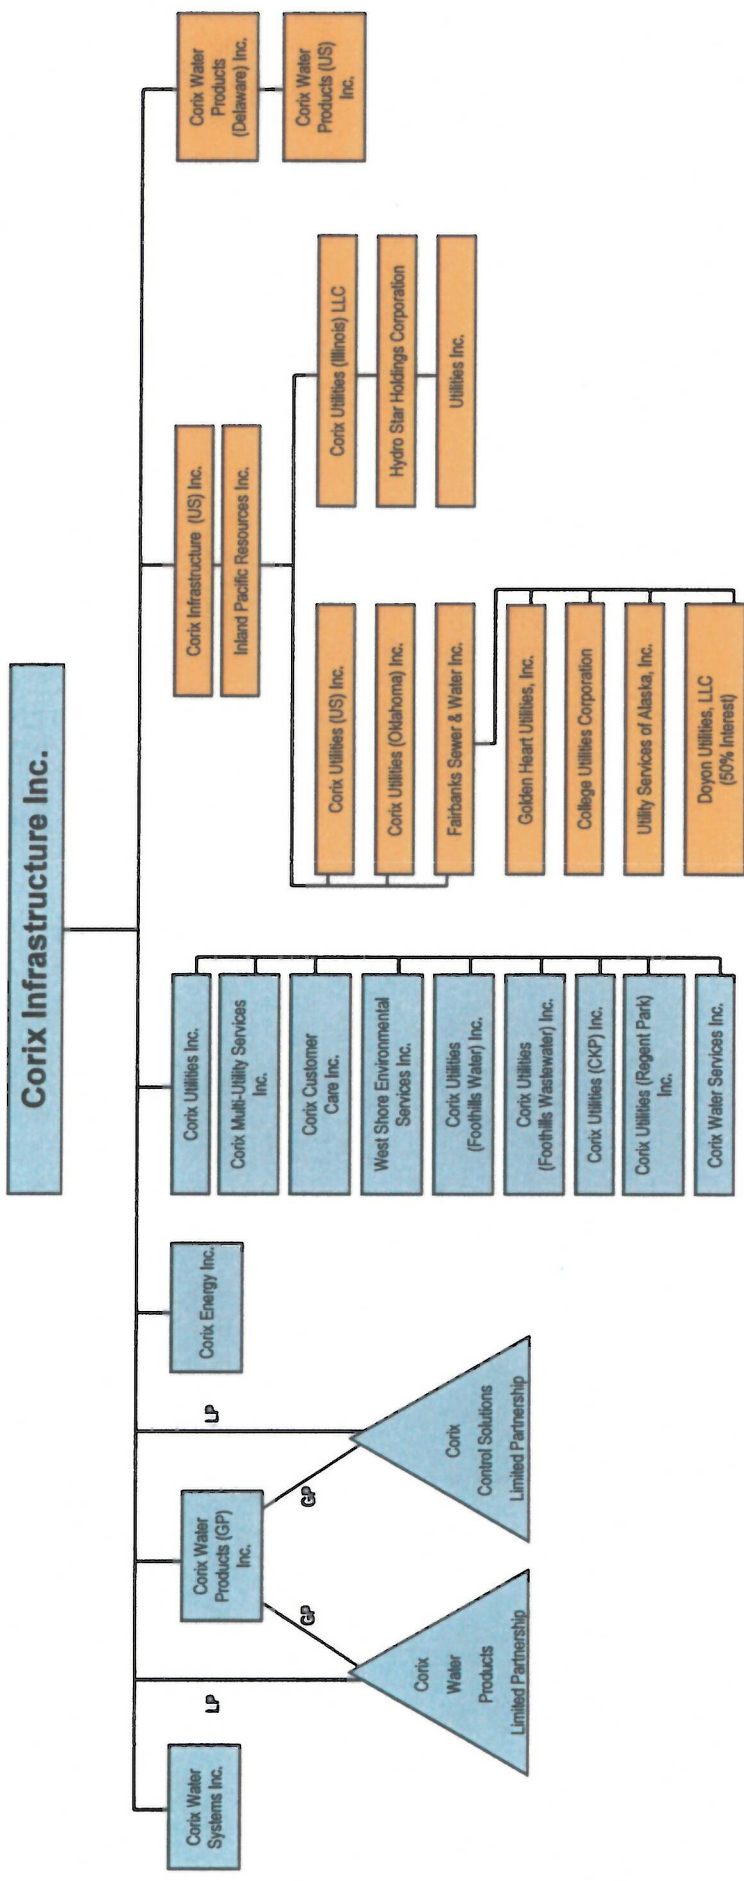 Corix Infrastructure Inc.
Corix Water
Systems Inc.
LP
Corix
Water
Products
Limited Partnership
GP
Corix Water
Products (GP)
Inc.
GP
LP
Corix
Control Solutions
Limited Partnership
Corix Energy Inc.
Corix Utilities Inc.
Corix Multi-Utility Services
Inc.
Corix Customer
Care Inc.
West Shore Environmental
Services Inc.
Corix Utilities
(Foothills Water) Inc.
Corix Utilities
(Foothills Wastewater) Inc.
Corix Utilities (CKP) Inc.
Corix Utilities (Regent Park)
Inc.
Corix Water Services Inc.
Corix Infrastructure (US) Inc.
Inland Pacific Resources Inc.
Corix Utilities (US) Inc.
Corix Utilities (Oklahoma) Inc.
Fairbanks Sewer & Water Inc.
Golden Heart Utilities, Inc.
College Utilities Corporation
Utility Services of Alaska, Inc.
Doyon Utilities, LLC
(50% Interest)
Corix Utilities (Illinois) LLC
Hydro Star Holdings Corporation
Utilities Inc.
Corix Water
Products
(Delaware) Inc.
Corix Water
Products (US)
Inc.